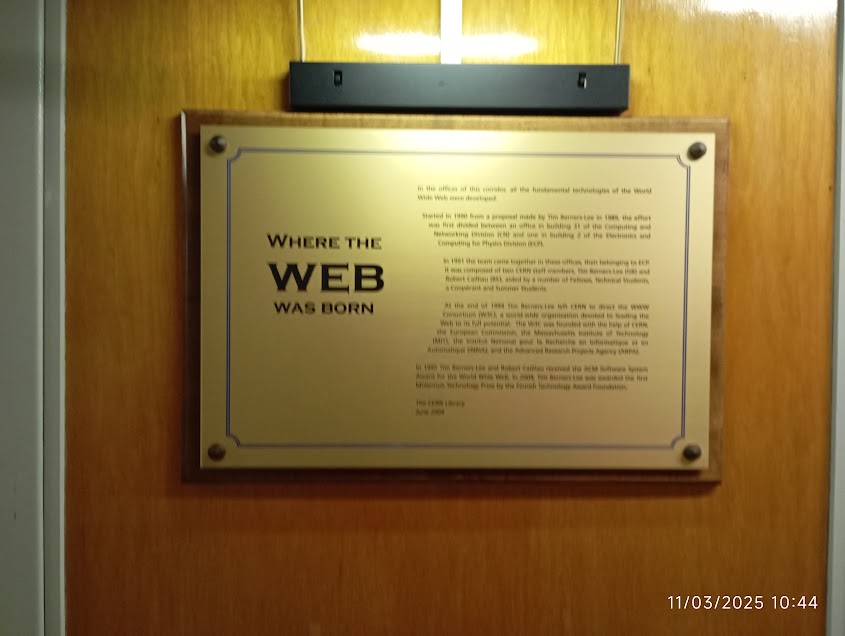 WHERE THE
WEB
WAS BORN
In the offices of this corridor, all the fundamental technologies of the World
Wide Web were developed.
Started in 1990 from a proposal made by Tim Berners-Lee in 1989, the effort
was first divided between an office in building 31 of the Computing and
Networking Division (CN) and one in building 2 of the Electronics and
Computing for Physics Division (ECP).
In 1991 the team came together in these offices, then belonging to ECP.
It was composed of two CERN staff members, Tim Berners-Lee (GB) and
Robert Cailliau (BE), aided by a number of Fellows, Technical Students,
a Coopérant and Summer Students.
At the end of 1994 Tim Berners-Lee left CERN to direct the WWW
Consortium (W3C), a world-wide organization devoted to leading the
Web to its full potential. The W3C was founded with the help of CERN,
the European Commission, the Massachusetts Institute of Technology
(MIT), the Institut National pour la Recherche en Informatique et en
Automatique (INRIA), and the Advanced Research Projects Agency (ARPA).
In 1995 Tim Berners-Lee and Robert Cailliau received the ACM Software System
Award for the World Wide Web. In 2004, Tim Berners-Lee was awarded the first
Millenium Technology Prize by the Finnish Technology Award Foundation.
The CERN Library
June 2004
11/03/2025 10:44